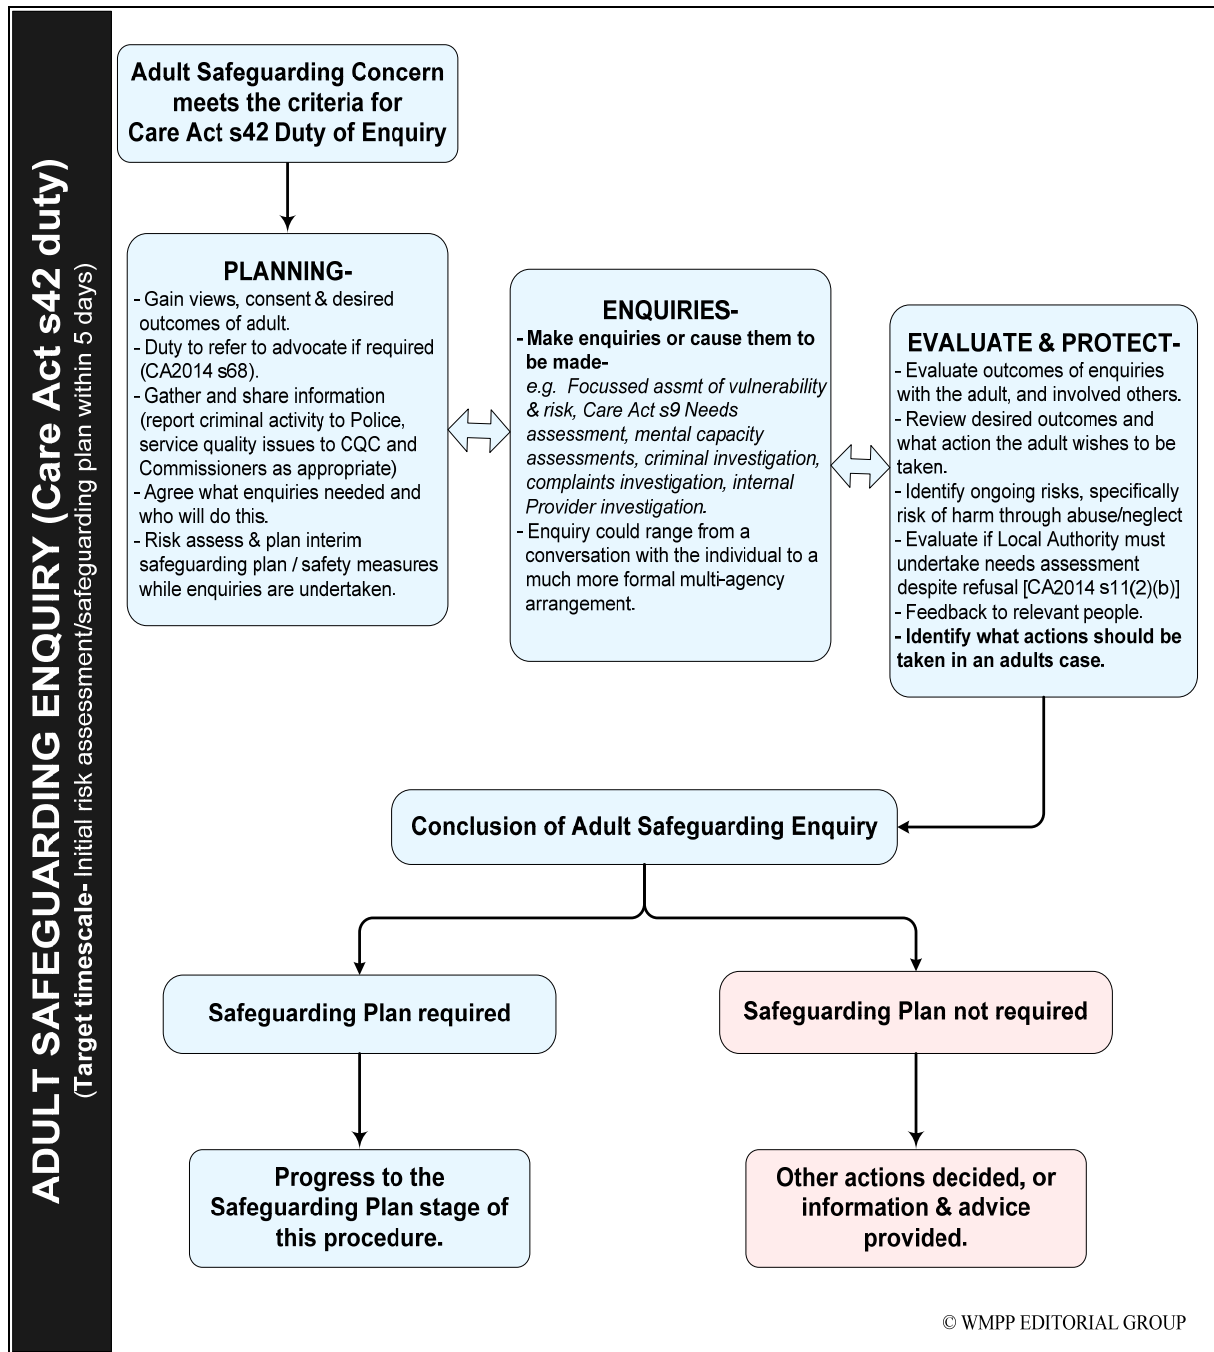 ADULT SAFEGUARDING ENQUIRY (Care Act s42 duty)
(Target timescale- Initial risk assessment/safeguarding plan within 5 days)
Adult Safeguarding Concern
meets the criteria for
Care Act s42 Duty of Enquiry
PLANNING-
- Gain views, consent & desired
outcomes of adult.
- Duty to refer to advocate if required
(CA2014 s68).
- Gather and share information
(report criminal activity to Police,
service quality issues to CQC and
Commissioners as appropriate)
- Agree what enquiries needed and
who will do this.
- Risk assess & plan interim
safeguarding plan / safety measures
while enquiries are undertaken.
ENQUIRIES-
- Make enquiries or cause them to
be made-
e.g. Focussed assmt of vulnerability
& risk, Care Act s9 Needs
assessment, mental capacity
assessments, criminal investigation,
complaints investigation, internal
Provider investigation.
- Enquiry could range from a
conversation with the individual to a
much more formal multi-agency
arrangement.
EVALUATE & PROTECT-
- Evaluate outcomes of enquiries
with the adult, and involved others.
- Review desired outcomes and
what action the adult wishes to be
taken.
- Identify ongoing risks, specifically
risk of harm through abuse/neglect
- Evaluate if Local Authority must
undertake needs assessment
despite refusal [CA2014 s11(2)(b)]
- Feedback to relevant people.
- Identify what actions should be
taken in an adults case.
Conclusion of Adult Safeguarding Enquiry
Safeguarding Plan required
Safeguarding Plan not required
Progress to the
Safeguarding Plan stage of
this procedure.
Other actions decided, or
information & advice
provided.
© WMPP EDITORIAL GROUP